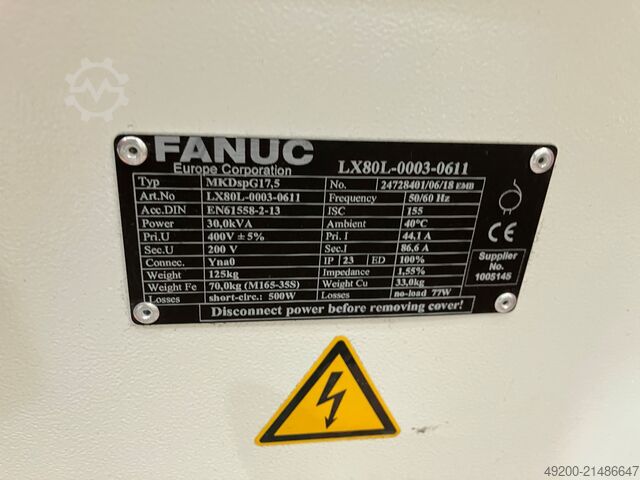 FANUC
Europe Corporation
LX80L-0003-0611
Typ MKDspG17,5 No. 24728401/06/18 EMB
Art.No LX80L-0003-0611 Frequency 50/60 Hz
Acc.DIN EN61558-2-13 ISC 155
Power 30,0kVA Ambient 40°C
Pri.U 400V ± 5% Pri. I 44,1 A
Sec.U 200 V Sec.I 86,6 A
Connec. Yna0 IP 23 ED 100%
Weight 125kg Impedance 1,55%
Weight Fe 70,0kg (M165-35S) Weight Cu 33,0kg
Losses short-circ.: 500W Losses no-load 77W
Disconnect power before removing cover!
CE
Supplier
No.
1005145
49200-21486647